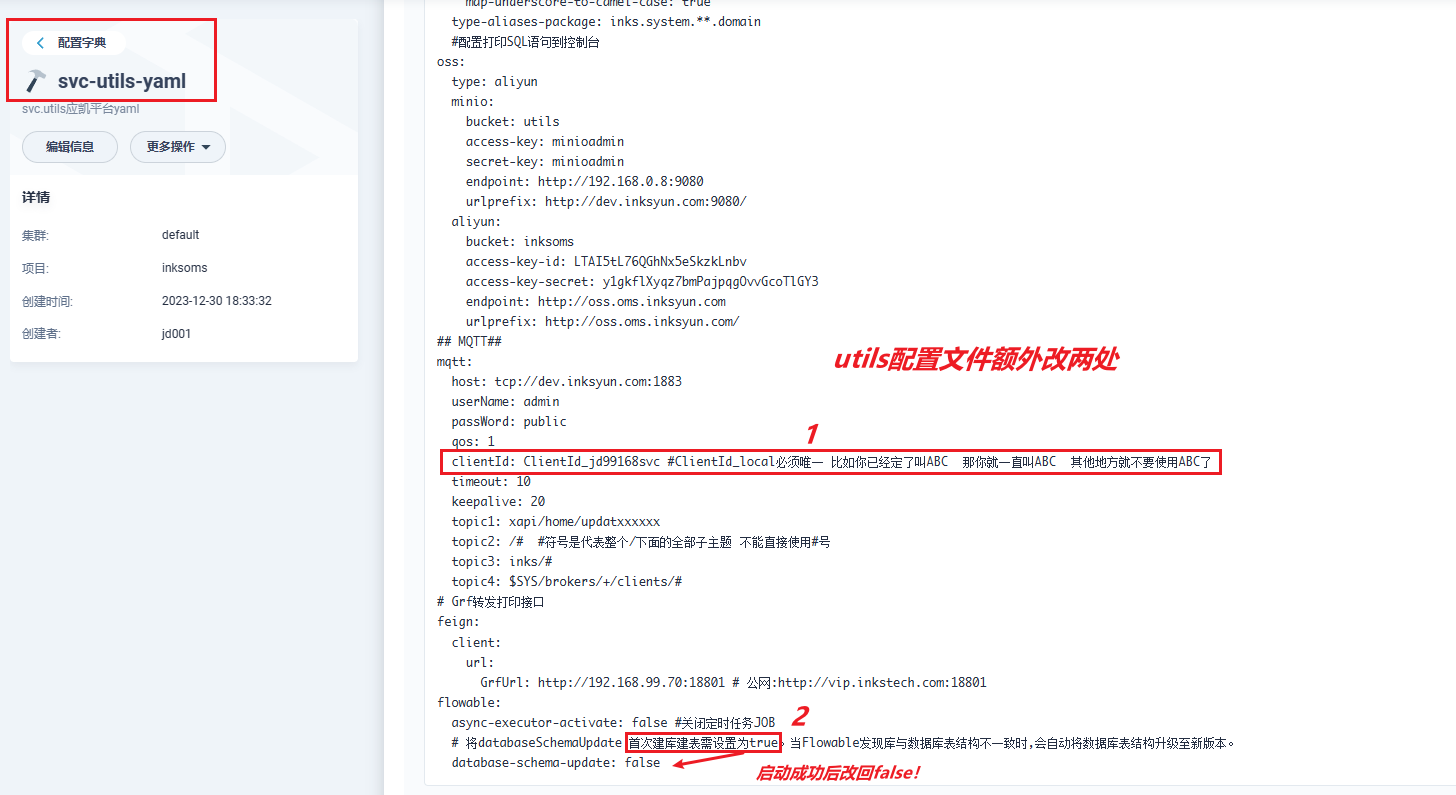 配置字典
svc-utils-yaml
svc.utils应凯平台yaml
编辑信息
更多操作
详情
集群:
default
项目:
inksoms
创建时间:
2023-12-30 18:33:32
创建者:
jd001
map-underscore-to-camel-case: true
type-aliases-package: inks.system.**.domain
#配置打印SQL语句到控制台
oss:
type: aliyun
minio:
bucket: utils
access-key: minioadmin
secret-key: minioadmin
endpoint: http://192.168.0.8:9080
urlprefix: http://dev.inksyun.com:9080/
aliyun:
bucket: inksoms
access-key-id: LTAI5tL76QGhNx5eSkzkLnbv
access-key-secret: y1gkflXyqz7bmPajpqgOvvGcoTlGY3
endpoint: http://oss.oms.inksyun.com
urlprefix: http://oss.oms.inksyun.com/
## MQTT##
utils配置文件额外改两处
mqtt:
host: tcp://dev.inksyun.com:1883
userName: admin
passWord: public
1
qos: 1
clientId: ClientId_jd99168svc #ClientId_local必须唯一 比如你已经定了叫ABC 那你就一直叫ABC 其他地方就不要使用ABC了
timeout: 10
keepalive: 20
topic1: xapi/home/updatxxxxxx
topic2: /# #符号是代表整个/下面的全部子主题 不能直接使用#号
topic3: inks/#
topic4: $SYS/brokers/+/clients/#
# Grf转发打印接口
feign:
client:
url:
GrfUrl: http://192.168.99.70:18801 # 公网:http://vip.inkstech.com:18801
flowable:
async-executor-activate: false #关闭定时任务JOB
2
# 将databaseSchemaUpdate 首次建库建表需设置为true。当Flowable发现库与数据库表结构不一致时,会自动将数据库表结构升级至新版本。
database-schema-update: false
启动成功后改回false!